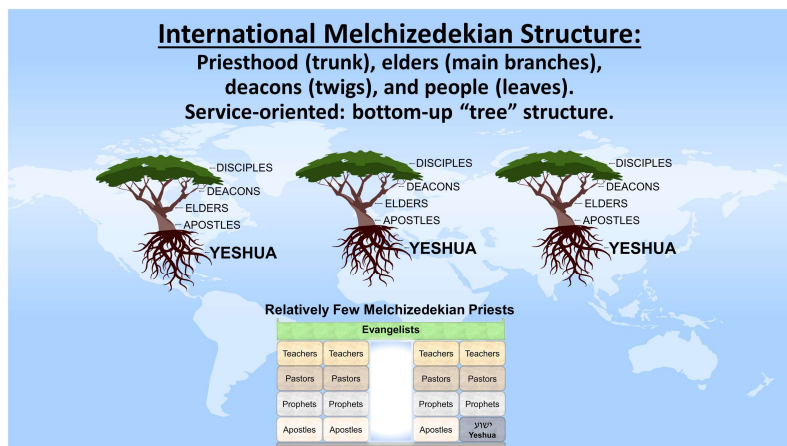 International Melchizedekian Structure:
Priesthood (trunk), elders (main branches),
deacons (twigs), and people (leaves).
Service-oriented: bottom-up “tree” structure.
DISCIPLES
DEACONS
ELDERS
APOSTLES
YESHUA
DISCIPLES
DEACONS
ELDERS
APOSTLES
YESHUA
DISCIPLES
DEACONS
ELDERS
APOSTLES
YESHUA
Relatively Few Melchizedekian Priests
Evangelists
Teachers Teachers Teachers Teachers
Pastors Pastors Pastors Pastors
Prophets Prophets Prophets Prophets
Apostles Apostles Apostles ישוע
Yeshua